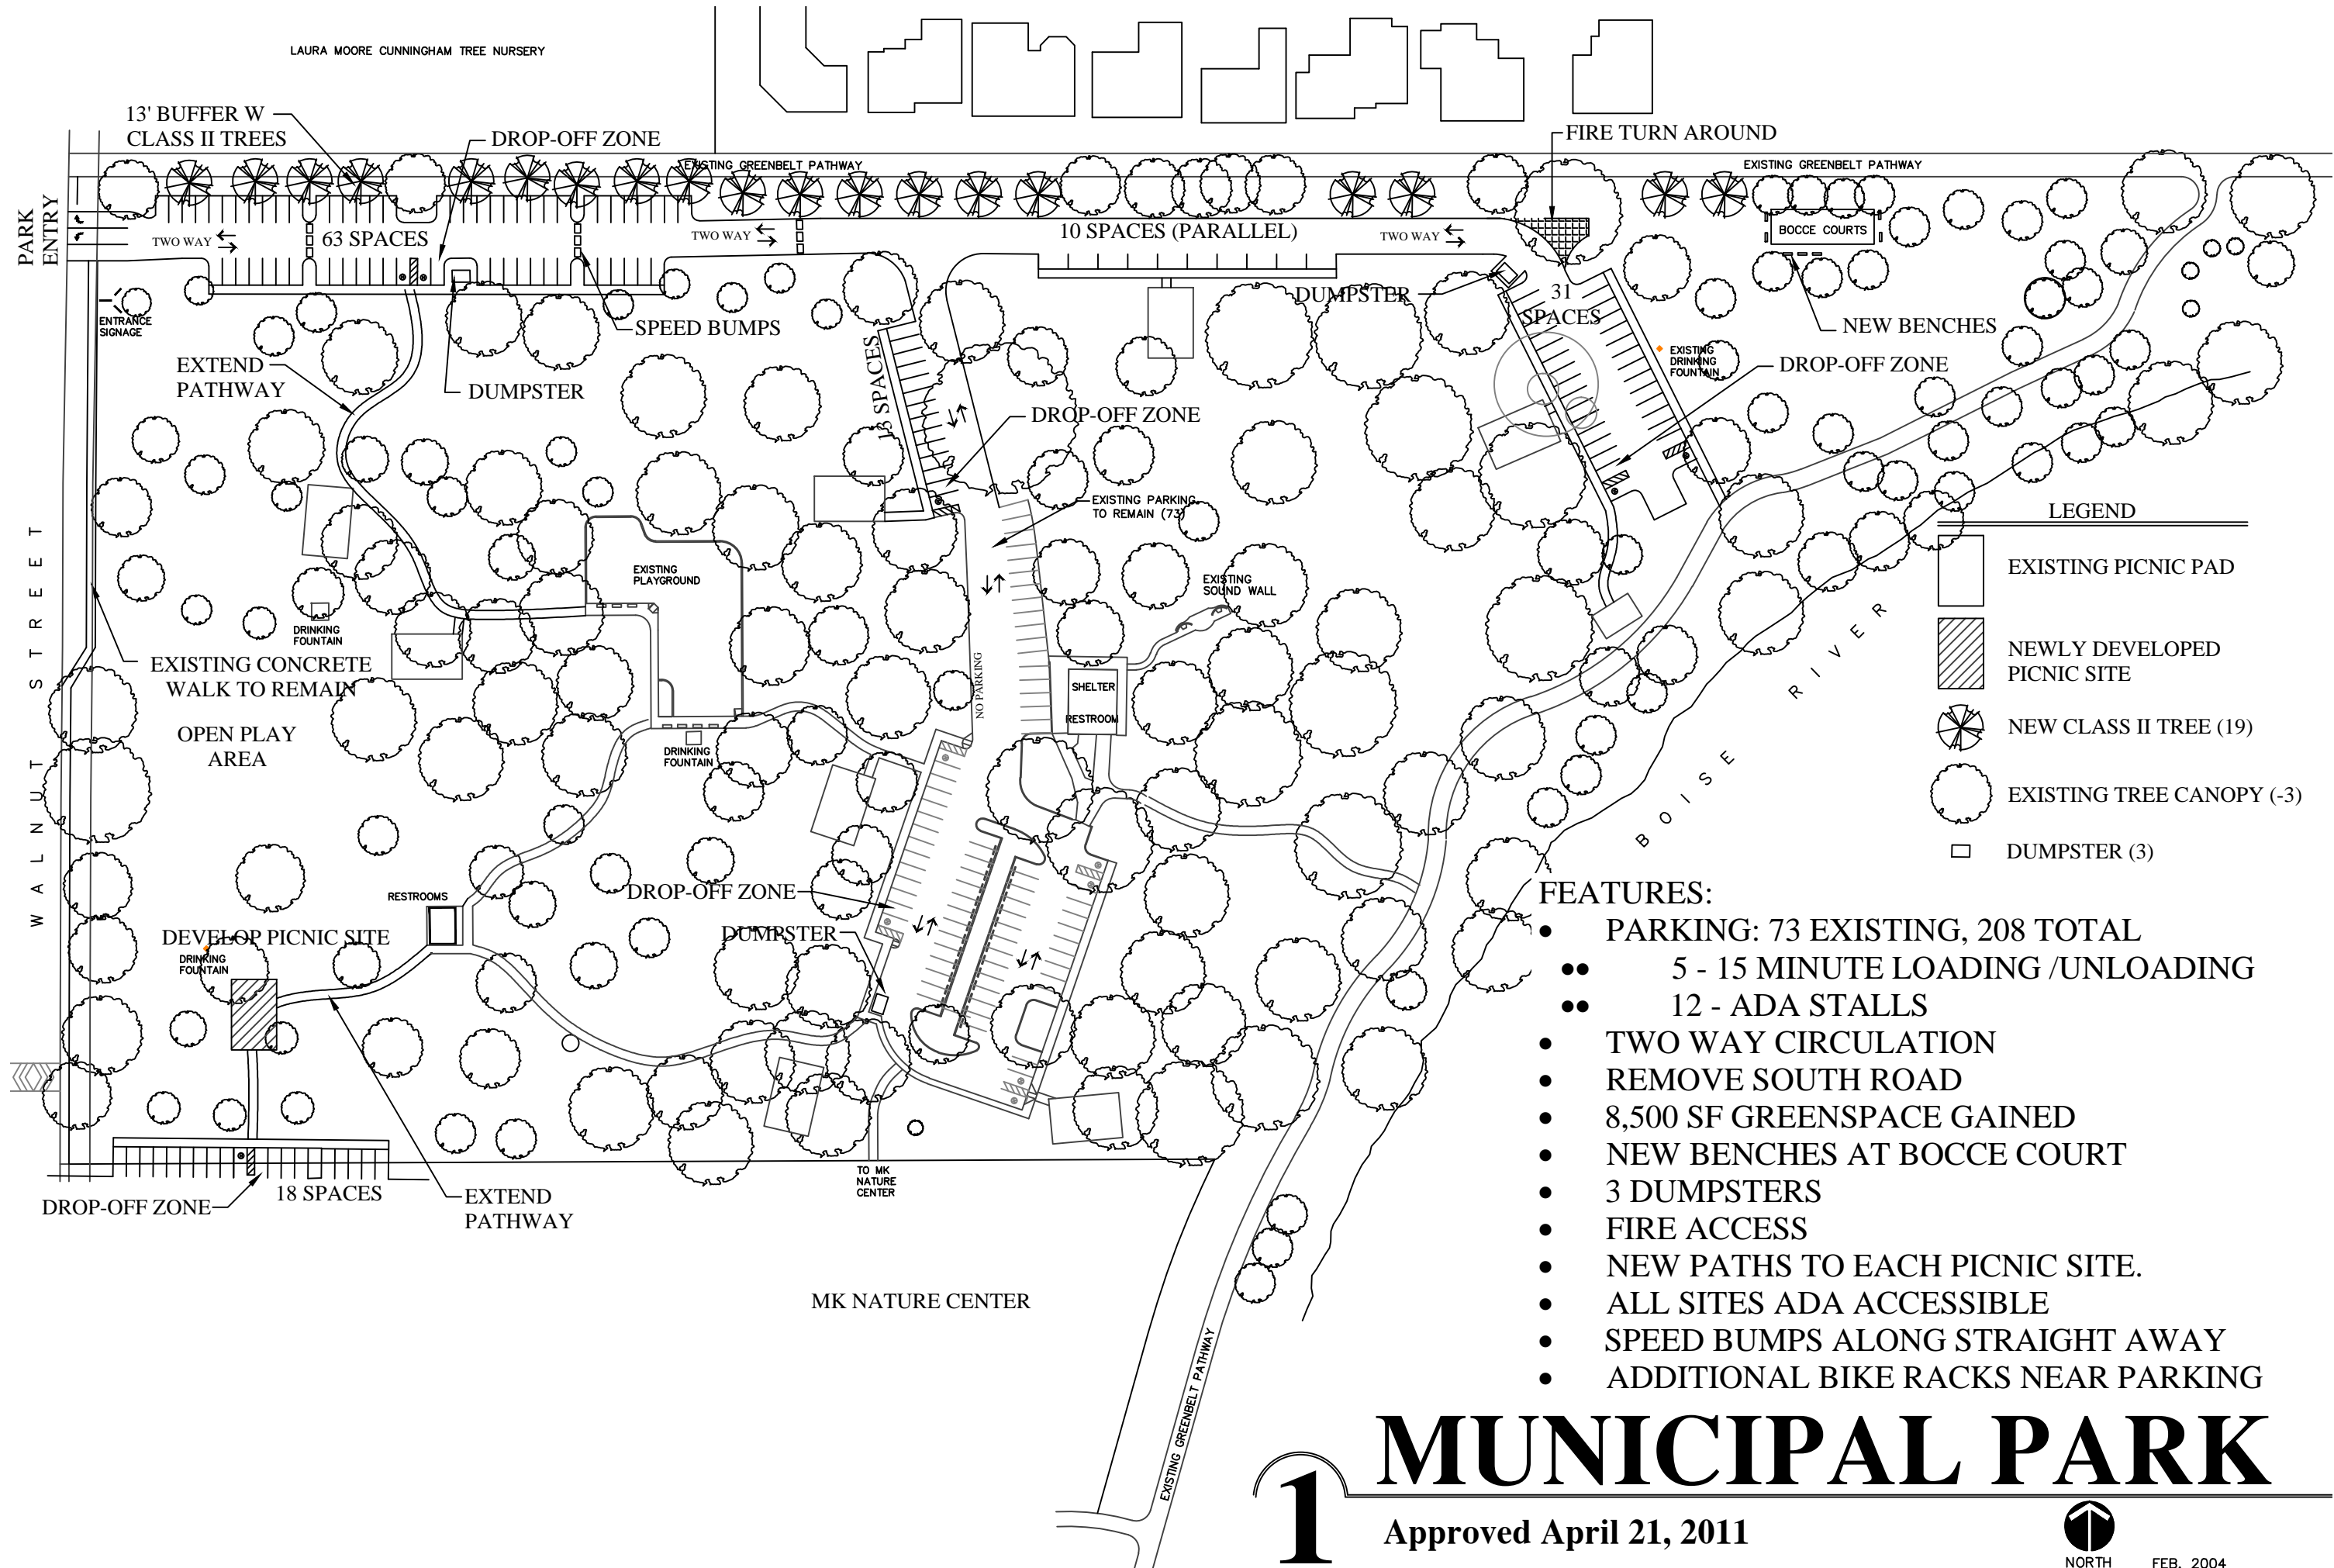 LAURA MOORE CUNNINGHAM TREE NURSERY
13' BUFFER W
CLASS II TREES
DROP-OFF ZONE
EXISTING GREENBELT PATHWAY
FIRE TURN AROUND
EXISTING GREENBELT PATHWAY
PARK
ENTRY
TWO WAY
63 SPACES
TWO WAY
10 SPACES (PARALLEL)
TWO WAY
BOCCE COURTS
ENTRANCE
SIGNAGE
SPEED BUMPS
DUMPSTER
31
SPACES
NEW BENCHES
EXTEND
PATHWAY
DUMPSTER
13 SPACES
DROP-OFF ZONE
EXISTING
DRINKING
FOUNTAIN
DROP-OFF ZONE
EXISTING PARKING
TO REMAIN (73)
LEGEND
EXISTING PICNIC PAD
NEWLY DEVELOPED
PICNIC SITE
NEW CLASS II TREE (19)
EXISTING TREE CANOPY (-3)
DUMPSTER (3)
WALNUT STREET
EXISTING
PLAYGROUND
EXISTING
SOUND WALL
DRINKING
FOUNTAIN
EXISTING CONCRETE
WALK TO REMAIN
NO PARKING
SHELTER
RESTROOM
BOISE RIVER
OPEN PLAY
AREA
DRINKING
FOUNTAIN
RESTROOMS
DROP-OFF ZONE
DEVELOP PICNIC SITE
DRINKING
FOUNTAIN
DUMPSTER
FEATURES:
• PARKING: 73 EXISTING, 208 TOTAL
•• 5 - 15 MINUTE LOADING /UNLOADING
•• 12 - ADA STALLS
• TWO WAY CIRCULATION
• REMOVE SOUTH ROAD
• 8,500 SF GREENSPACE GAINED
• NEW BENCHES AT BOCCE COURT
• 3 DUMPSTERS
• FIRE ACCESS
• NEW PATHS TO EACH PICNIC SITE.
• ALL SITES ADA ACCESSIBLE
• SPEED BUMPS ALONG STRAIGHT AWAY
• ADDITIONAL BIKE RACKS NEAR PARKING
TO MK
NATURE
CENTER
DROP-OFF ZONE
18 SPACES
EXTEND
PATHWAY
MK NATURE CENTER
EXISTING GREENBELT PATHWAY
1
MUNICIPAL PARK
Approved April 21, 2011
NORTH
FEB. 2004